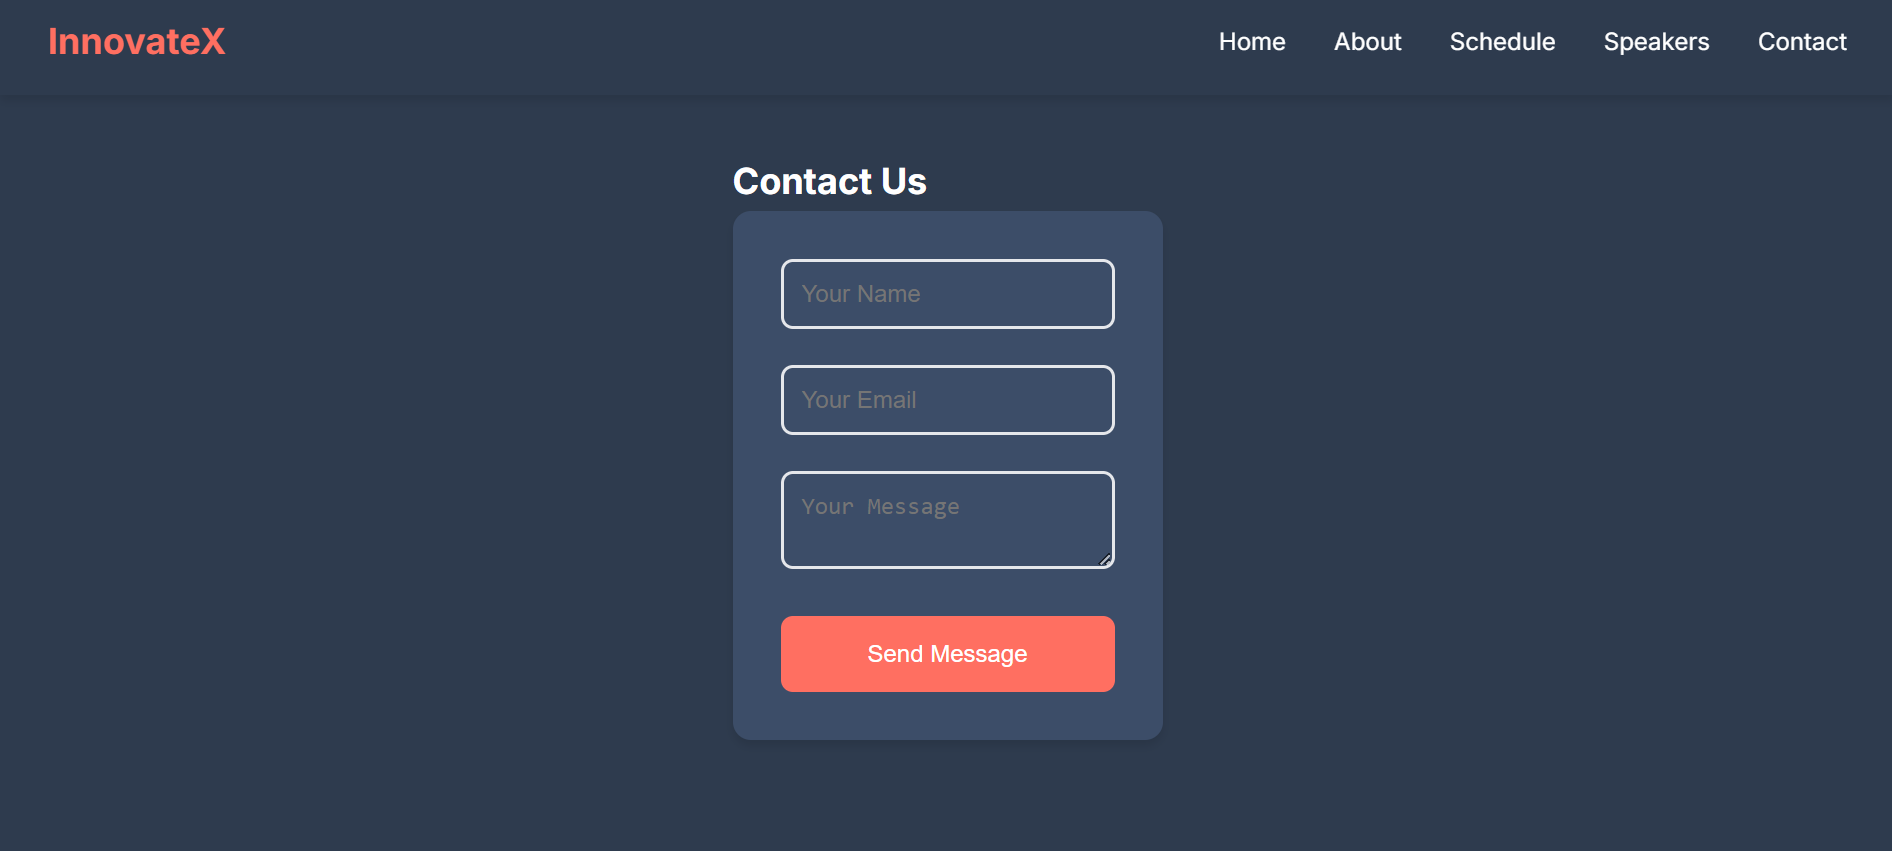 InnovateX
Home About Schedule Speakers Contact
Contact Us
Your Name
Your Email
Your Message
Send Message